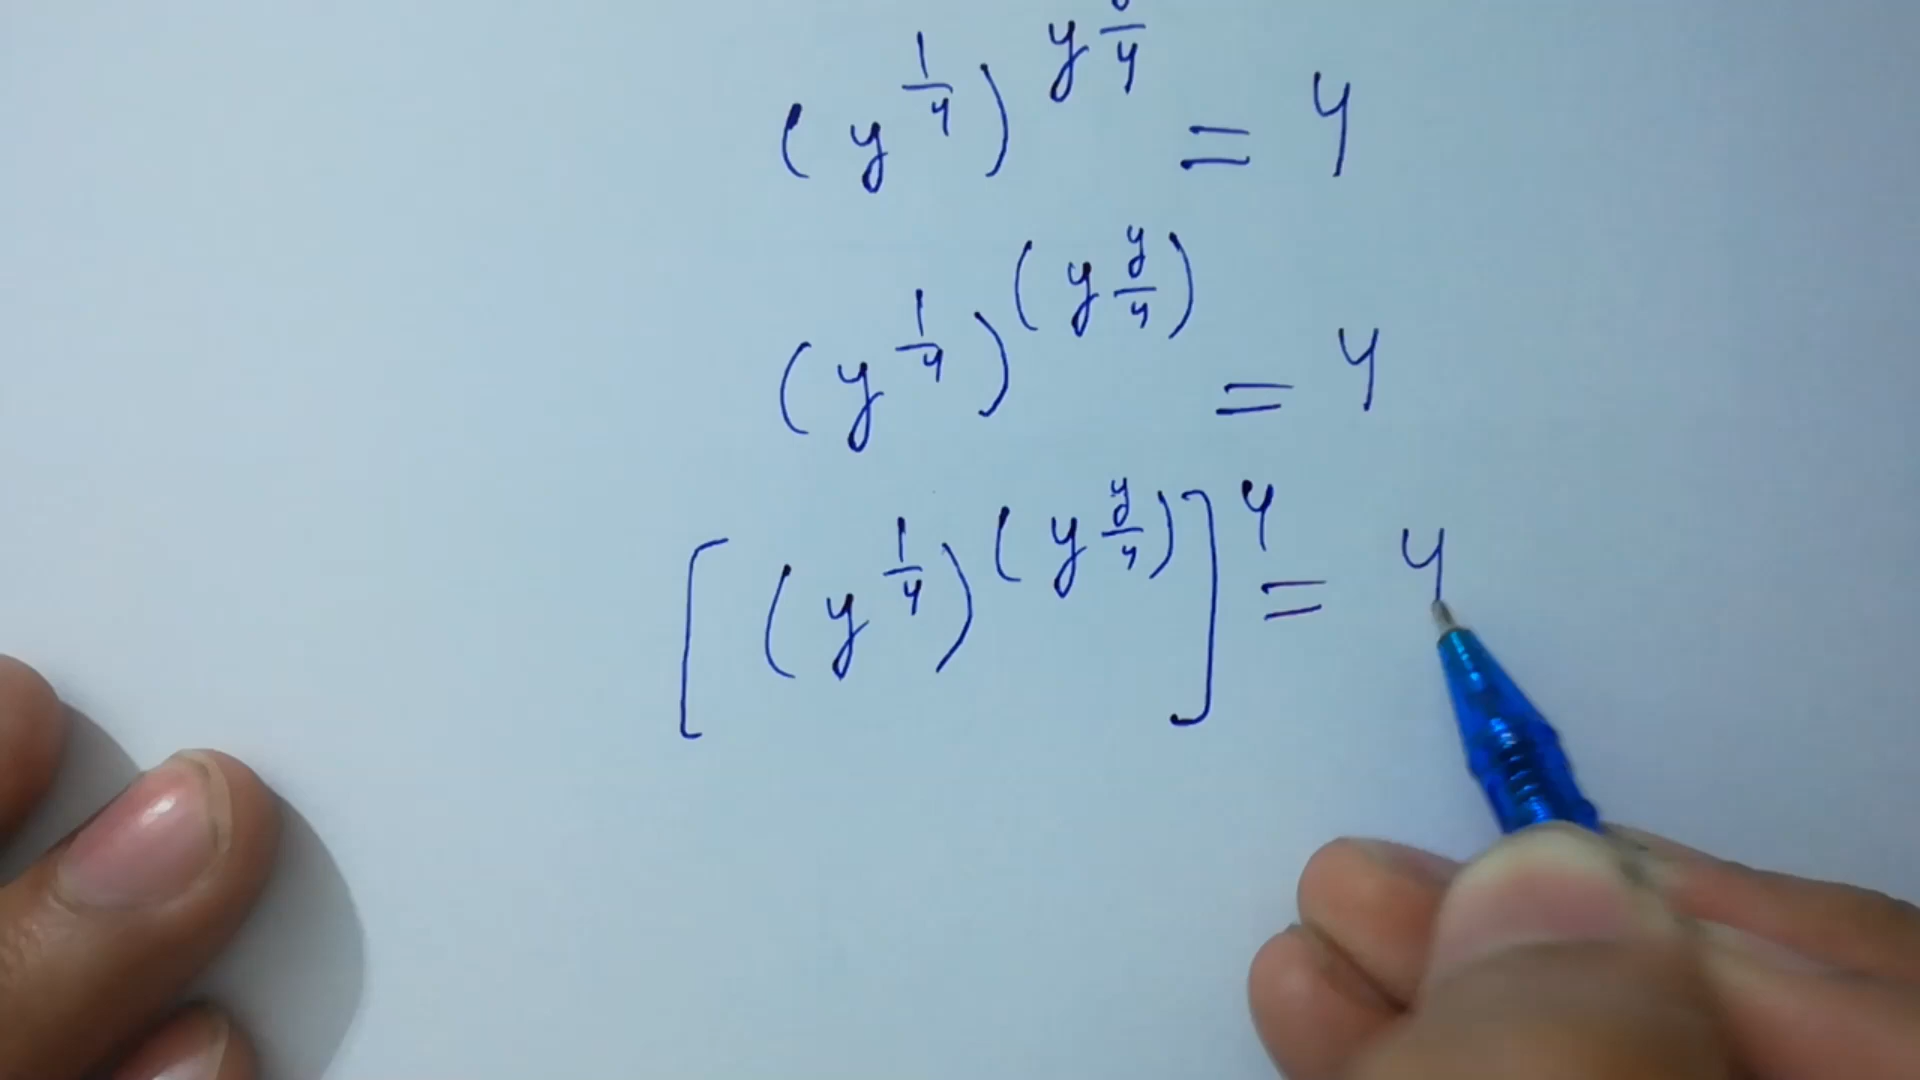 (y^{1/4})^{y^{y/4}} = 4
(y^{1/4})^{(y^{y/4})} = 4
[(y^{1/4})^{(y^{y/4})}]^4 = 4